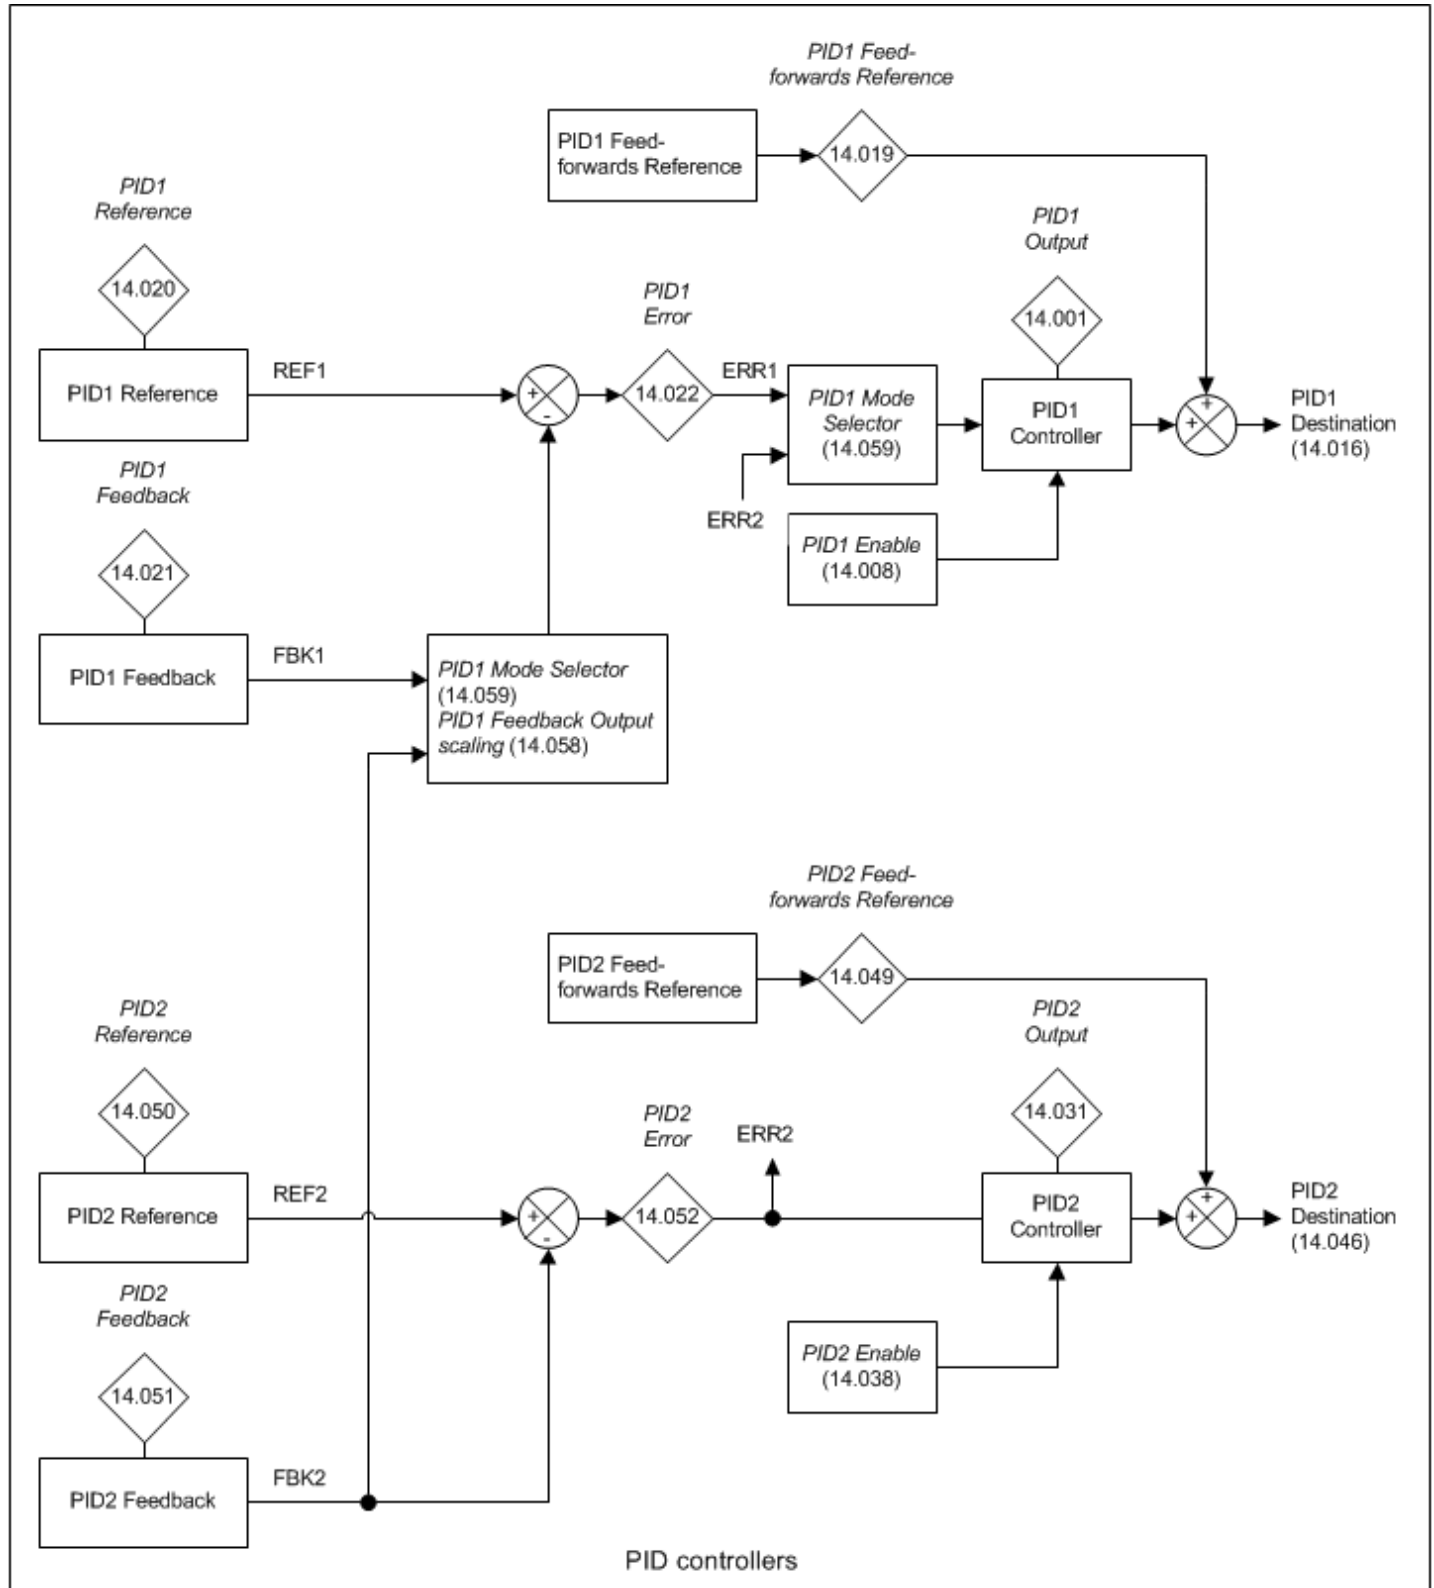 PID1 Feed-
forwards Reference
PID1 Feed-
forwards Reference
14.019
PID1
Reference
14.020
PID1
Output
14.001
PID1
Error
14.022
PID1 Reference
REF1
+
-
ERR1
PID1 Mode
Selector
(14.059)
ERR2
PID1
Controller
+
+
PID1
Destination
(14.016)
PID1
Feedback
14.021
PID1 Enable
(14.008)
PID1 Feedback
FBK1
PID1 Mode Selector
(14.059)
PID1 Feedback Output
scaling (14.058)
PID2 Feed-
forwards Reference
PID2 Feed-
forwards Reference
14.049
PID2
Reference
14.050
PID2
Output
14.031
PID2
Error
14.052
ERR2
PID2 Reference
REF2
+
-
PID2
Controller
+
+
PID2
Destination
(14.046)
PID2
Feedback
14.051
PID2 Enable
(14.038)
PID2 Feedback
FBK2
PID controllers